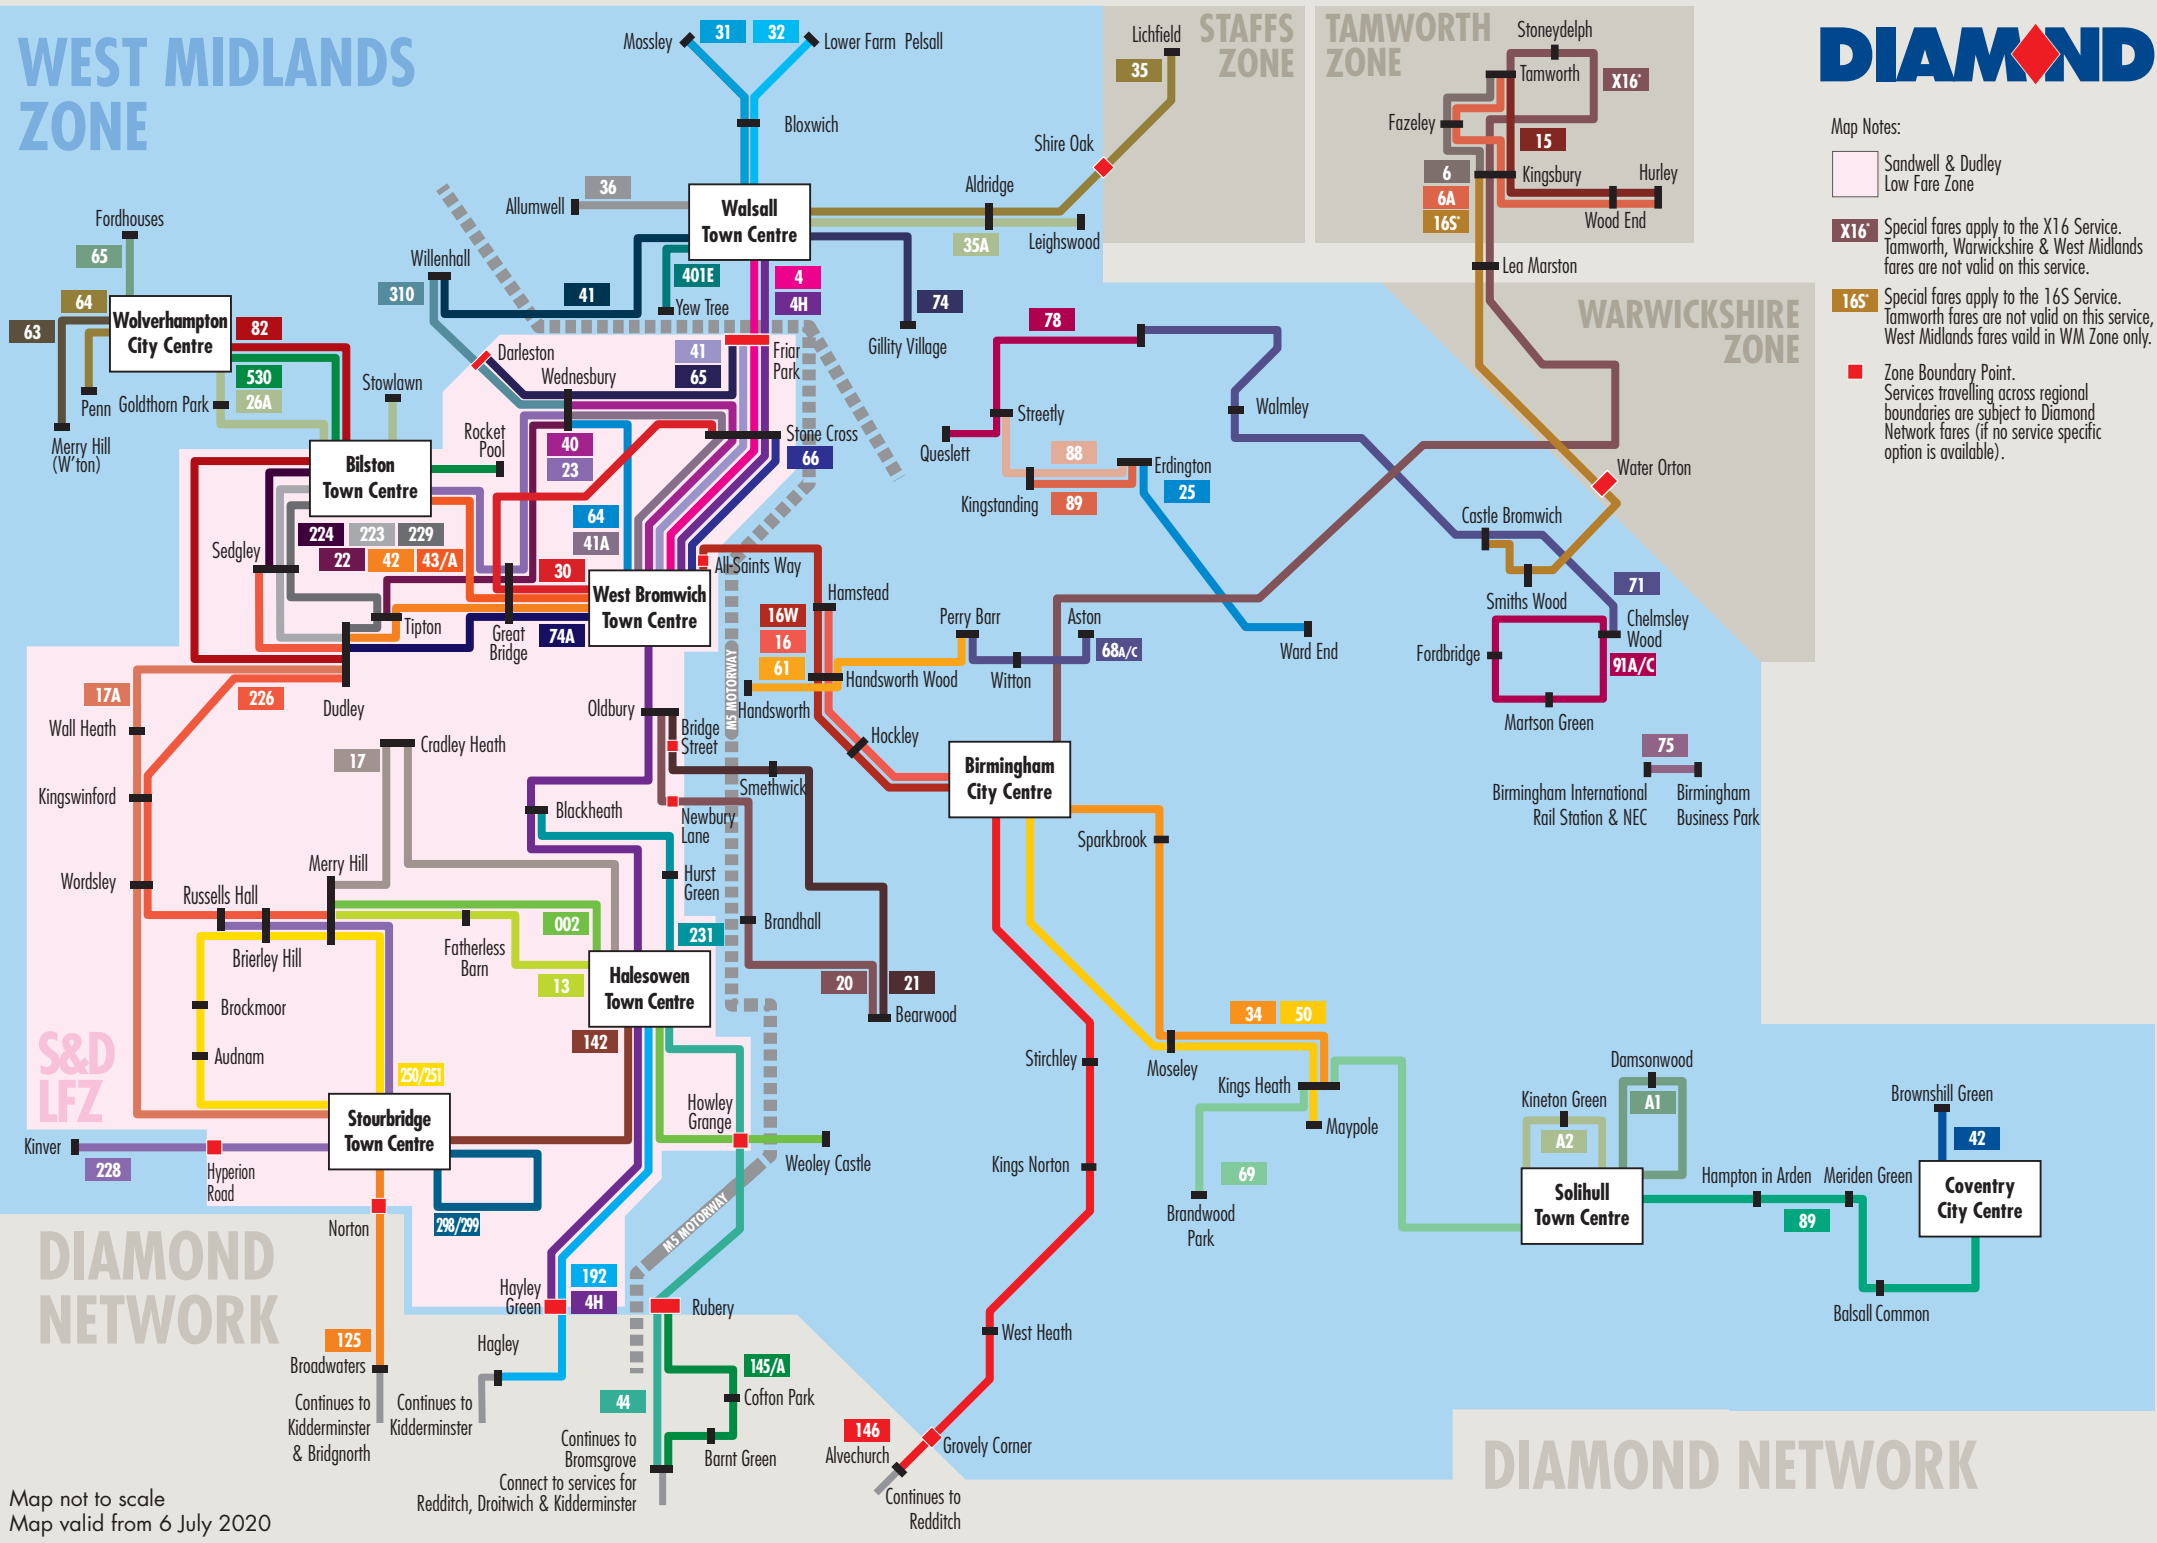 WEST MIDLANDS
ZONE
STAFFS
ZONE
TAMWORTH
ZONE
WARWICKSHIRE
ZONE
DIAMOND
Map Notes:
Sandwell & Dudley
Low Fare Zone
X16*
Special fares apply to the X16 Service.
Tamworth, Warwickshire & West Midlands
fares are not valid on this service.
16S*
Special fares apply to the 16S Service.
Tamworth fares are not valid on this service,
West Midlands fares vaild in WM Zone only.
Zone Boundary Point.
Services travelling across regional
boundaries are subject to Diamond
Network fares (if no service specific
option is available).
Mossley
31
32
Lower Farm Pelsall
Bloxwich
Lichfield
35
Shire Oak
Stoneydelph
Tamworth
X16*
Fazeley
15
6
6A
16S*
Kingsbury
Hurley
Wood End
Lea Marston
36
Allumwell
Walsall
Town Centre
Aldridge
35A
Leighswood
Fordhouses
65
64
63
Wolverhampton
City Centre
82
530
26A
Penn
Goldthorn Park
Merry Hill
(W'ton)
Stowlawn
Willenhall
310
41
401E
Yew Tree
4
4H
74
Gillity Village
Darleston
Wednesbury
41
65
Friar
Park
78
Streetly
Queslett
Walmley
Rocket
Pool
40
23
Stone Cross
66
88
89
Kingstanding
Erdington
25
Water Orton
Castle Bromwich
Bilston
Town Centre
64
41A
224
223
229
22
42
43/A
Sedgley
30
All-Saints Way
West Bromwich
Town Centre
Hamstead
16W
16
61
Smiths Wood
71
Chelmsley
Wood
Tipton
Great
Bridge
74A
Perry Barr
Aston
68A/C
Witton
Ward End
Fordbridge
91A/C
Martson Green
Handsworth Wood
Handsworth
M5 MOTORWAY
17A
226
Dudley
Wall Heath
Oldbury
Bridge
Street
Hockley
75
Birmingham International
Rail Station & NEC
Birmingham
Business Park
17
Cradley Heath
Birmingham
City Centre
Kingswinford
Smethwick
Blackheath
Newbury
Lane
Sparkbrook
Merry Hill
Wordsley
Russells Hall
Hurst
Green
Brandhall
002
231
Fatherless
Barn
Brierley Hill
13
Halesowen
Town Centre
20
21
Bearwood
Brockmoor
34
50
S&D
LFZ
Audnam
142
Stirchley
Moseley
Kings Heath
Damsonwood
250/251
Howley
Grange
Kineton Green
A1
A2
Brownshill Green
42
Stourbridge
Town Centre
Maypole
Kinver
228
Hyperion
Road
Weoley Castle
Kings Norton
69
Brandwood
Park
Solihull
Town Centre
Hampton in Arden
Meriden Green
89
Coventry
City Centre
Norton
298/299
M5 MOTORWAY
Balsall Common
DIAMOND
NETWORK
Hayley
Green
192
4H
Rubery
West Heath
125
Broadwaters
Hagley
145/A
Cofton Park
44
Continues to
Kidderminster
& Bridgnorth
Continues to
Kidderminster
Continues to
Bromsgrove
Connect to services for
Redditch, Droitwich & Kidderminster
Barnt Green
146
Alvechurch
Grovely Corner
Continues to
Redditch
DIAMOND NETWORK
Map not to scale
Map valid from 6 July 2020